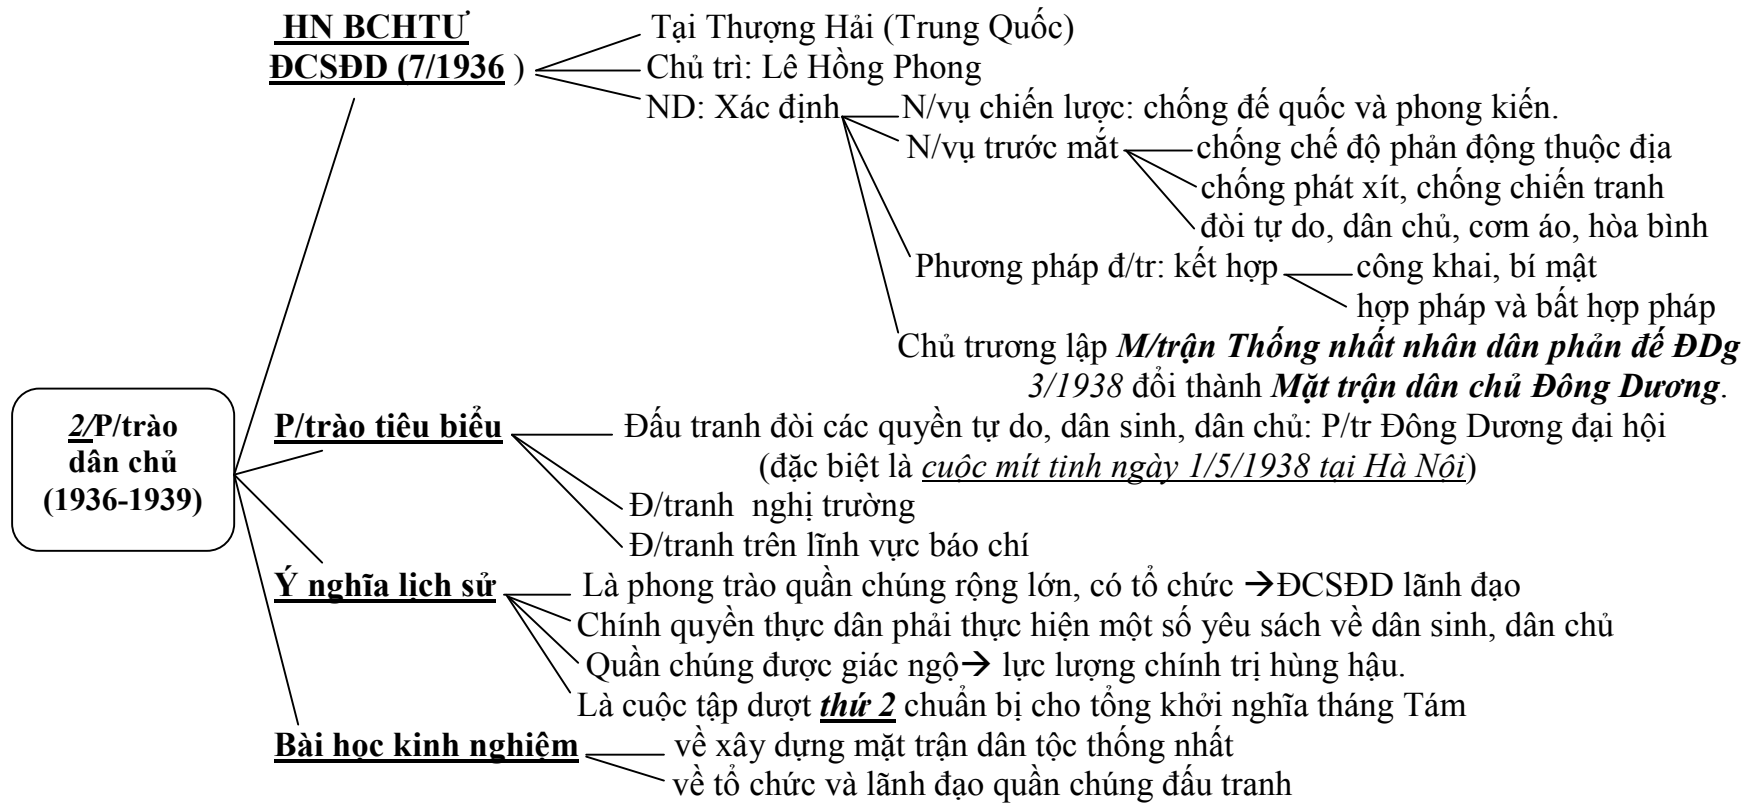 HN BCHTƯ
ĐCSĐD (7/1936 )
Tại Thượng Hải (Trung Quốc)
Chủ trì: Lê Hồng Phong
ND: Xác định
N/vụ chiến lược: chống đế quốc và phong kiến.
N/vụ trước mắt
chống chế độ phản động thuộc địa
chống phát xít, chống chiến tranh
đòi tự do, dân chủ, cơm áo, hòa bình
Phương pháp đ/tr: kết hợp
công khai, bí mật
hợp pháp và bất hợp pháp
Chủ trương lập M/trận Thống nhất nhân dân phản đế ĐDg
3/1938 đổi thành Mặt trận dân chủ Đông Dương.
2/P/trào
dân chủ
(1936-1939)
P/trào tiêu biểu
Đấu tranh đòi các quyền tự do, dân sinh, dân chủ: P/tr Đông Dương đại hội
(đặc biệt là cuộc mít tinh ngày 1/5/1938 tại Hà Nội)
Đ/tranh nghị trường
Đ/tranh trên lĩnh vực báo chí
Ý nghĩa lịch sử
Là phong trào quần chúng rộng lớn, có tổ chức →ĐCSĐD lãnh đạo
Chính quyền thực dân phải thực hiện một số yêu sách về dân sinh, dân chủ
Quần chúng được giác ngộ→ lực lượng chính trị hùng hậu.
Là cuộc tập dượt thứ 2 chuẩn bị cho tổng khởi nghĩa tháng Tám
Bài học kinh nghiệm
về xây dựng mặt trận dân tộc thống nhất
về tổ chức và lãnh đạo quần chúng đấu tranh